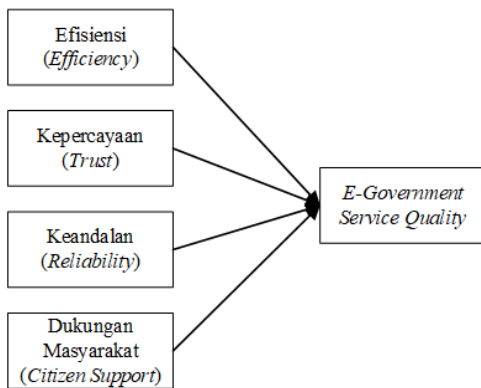 Efisiensi
(Efficiency)
Kepercayaan
(Trust)
Keandalan
(Reliability)
Dukungan
Masyarakat
(Citizen Support)
E-Government
Service Quality